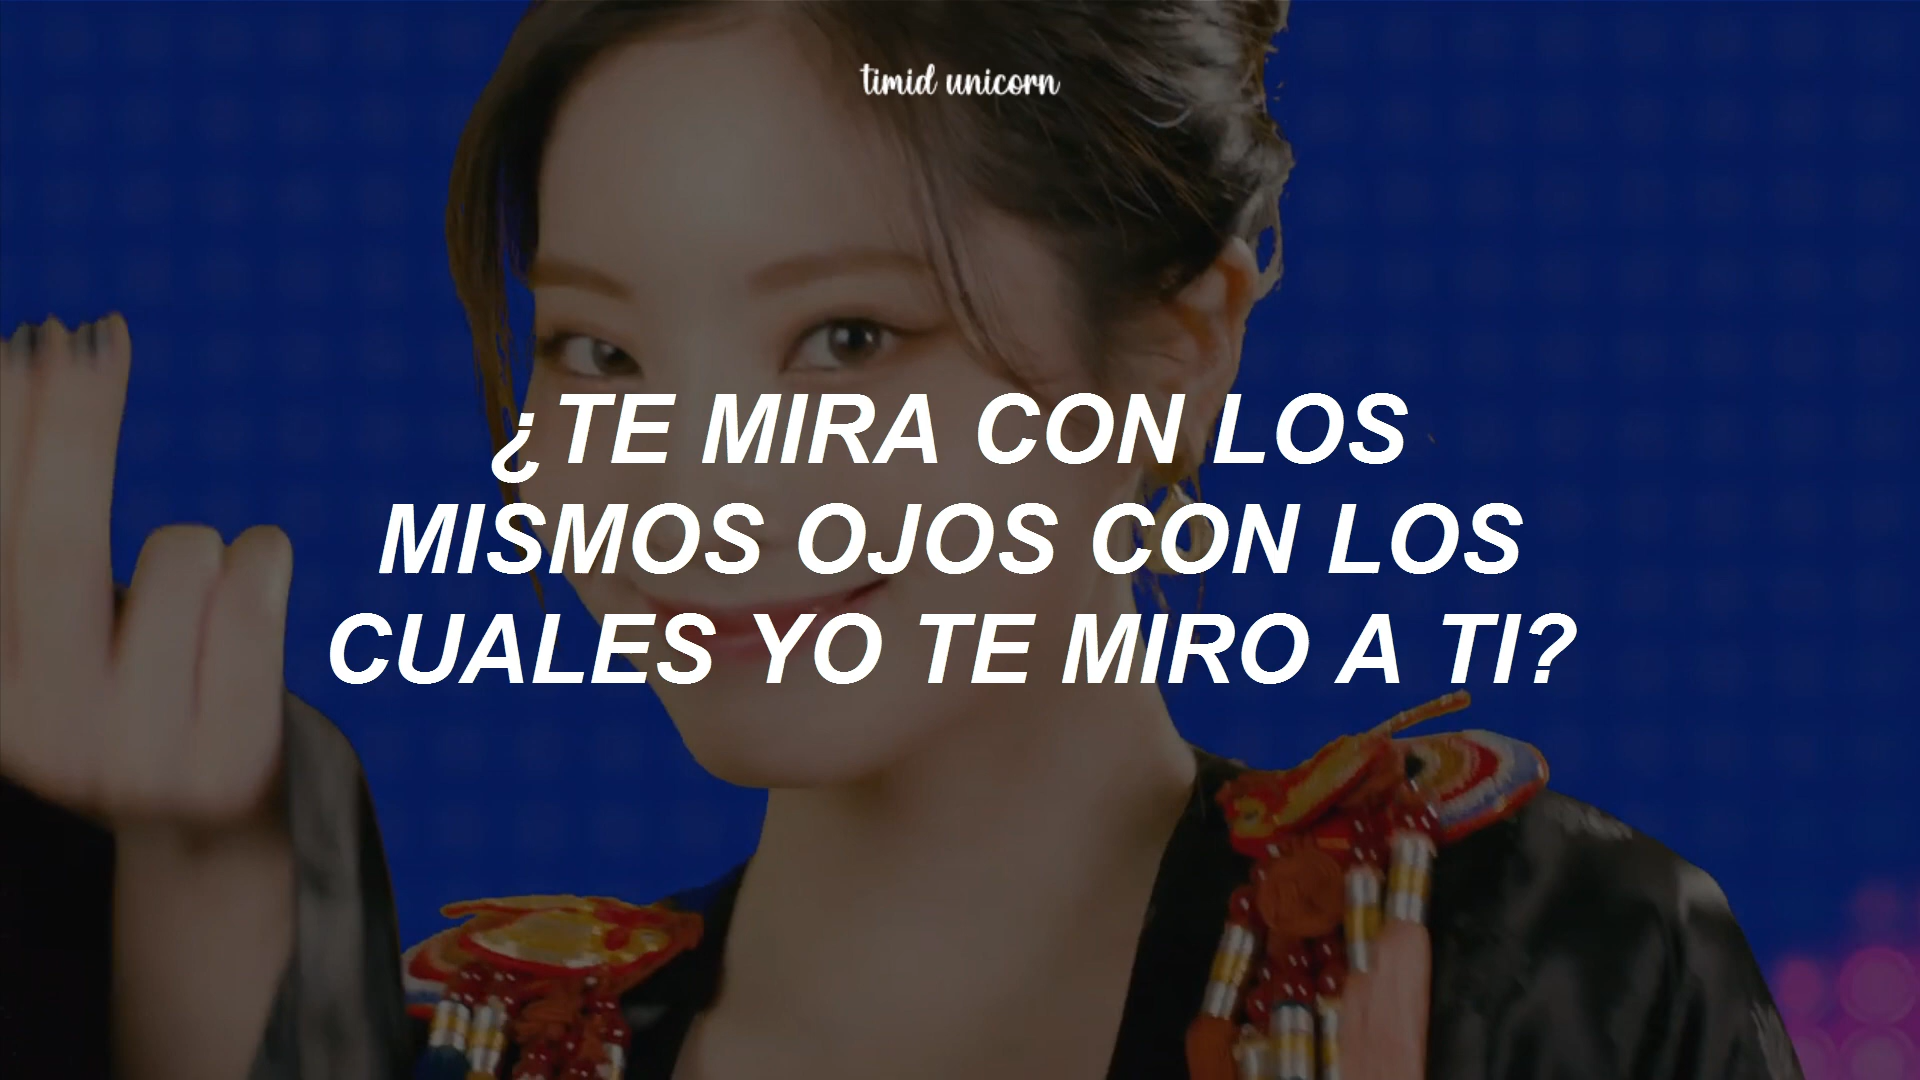 timid unicorn
¿TE MIRA CON LOS
MISMOS OJOS CON LOS
CUALES YO TE MIRO A TI?